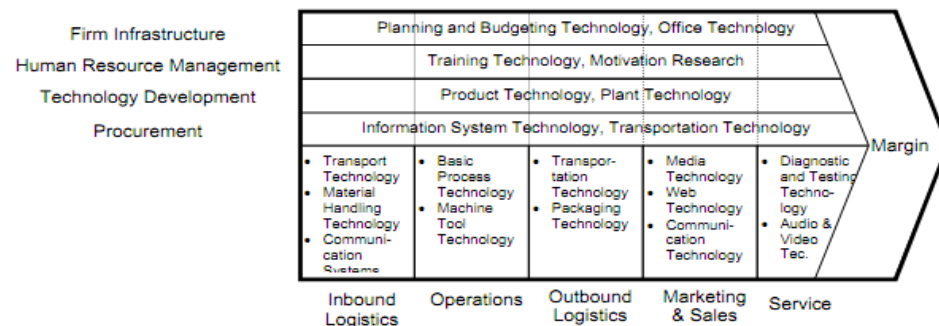 Firm Infrastructure
Planning and Budgeting Technology, Office Technology
Human Resource Management
Training Technology, Motivation Research
Technology Development
Product Technology, Plant Technology
Procurement
Information System Technology, Transportation Technology
Margin
• Transport
Technology
• Material
Handling
Technology
• Communi-
cation
Systems
• Basic
Process
Technology
• Machine
Tool
Technology
• Transpor-
tation
Technology
• Packaging
Technology
• Media
Technology
• Web
Technology
• Communi-
cation
Technology
• Diagnostic
and Testing
Techno-
logy
• Audio &
Video
Tec.
Inbound
Logistics
Operations
Outbound
Logistics
Marketing
& Sales
Service